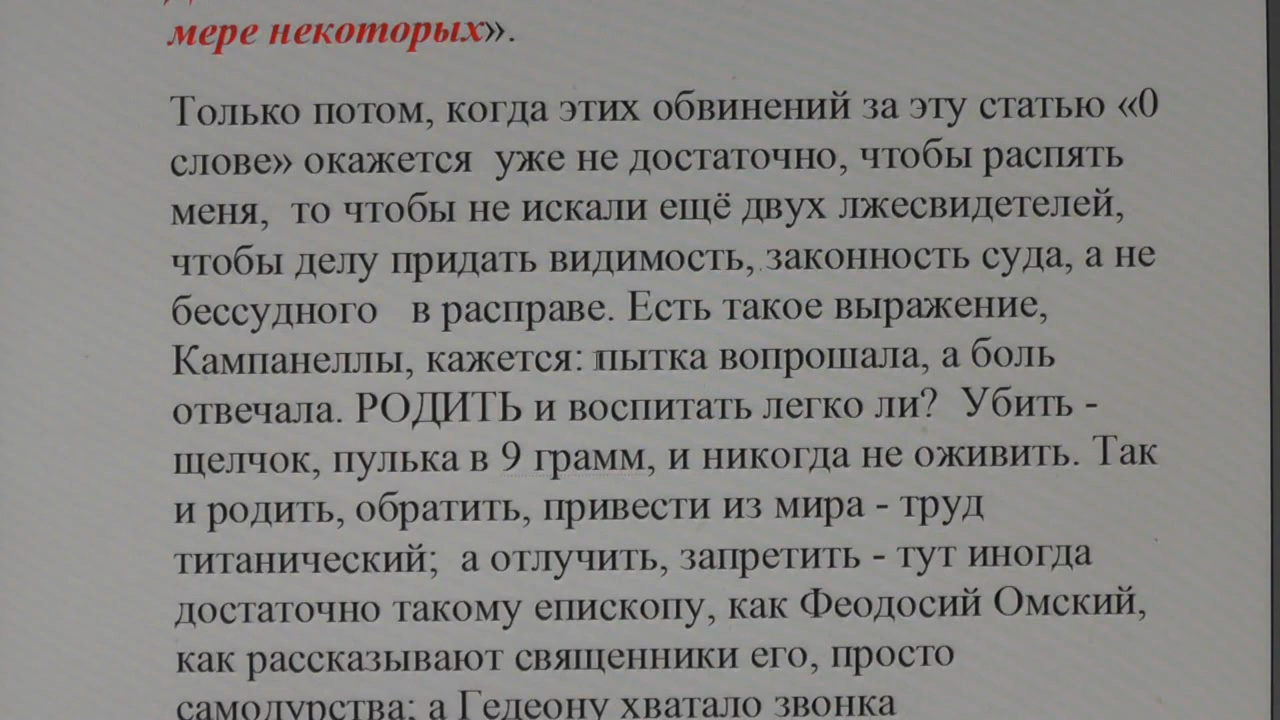 мере некоторых».
Только потом, когда этих обвинений за эту статью «0
слове» окажется уже не достаточно, чтобы распять
меня, то чтобы не искали ещё двух лжесвидетелей,
чтобы делу придать видимость, законность суда, а не
бессудного в расправе. Есть такое выражение,
Кампанеллы, кажется: пытка вопрошала, а боль
отвечала. РОДИТЬ и воспитать легко ли? Убить -
щелчок, пулька в 9 грамм, и никогда не оживить. Так
и родить, обратить, привести из мира - труд
титанический; а отлучить, запретить - тут иногда
достаточно такому епископу, как Феодосий Омский,
как рассказывают священники его, просто
самодурства; а Гедеону хватало звонка